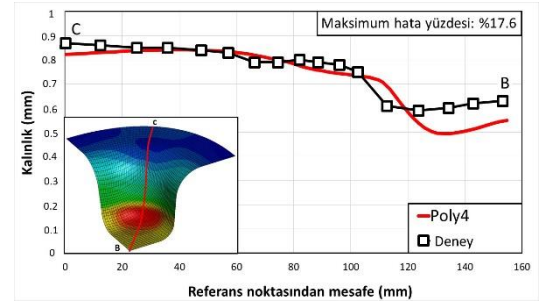 Maksimum hata yüzdesi: %17.6
C
B
Kalınlık (mm)
1
0.9
0.8
0.7
0.6
0.5
0.4
0.3
0.2
0.1
0
C
B
Poly4
Deney
0 20 40 60 80 100 120 140 160
Referans noktasından mesafe (mm)